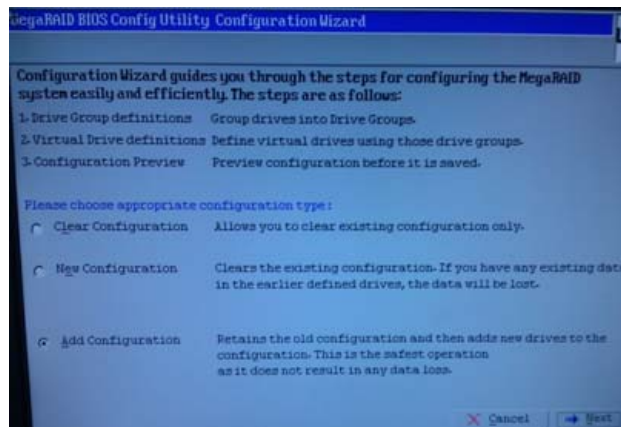 MegaRAID BIOS Config Utility Configuration Wizard
Configuration Wizard guides you through the steps for configuring the MegaRAID
system easily and efficiently. The steps are as follows:
1. Drive Group definitions Group drives into Drive Groups.
2. Virtual Drive definitions Define virtual drives using those drive groups.
3. Configuration Preview Preview configuration before it is saved.
Please choose appropriate configuration type:
Clear Configuration Allows you to clear existing configuration only.
New Configuration Clears the existing configuration. If you have any existing data
in the earlier defined drives, the data will be lost.
Add Configuration Retains the old configuration and then adds new drives to the
configuration. This is the safest operation
as it does not result in any data loss.
Cancel Next